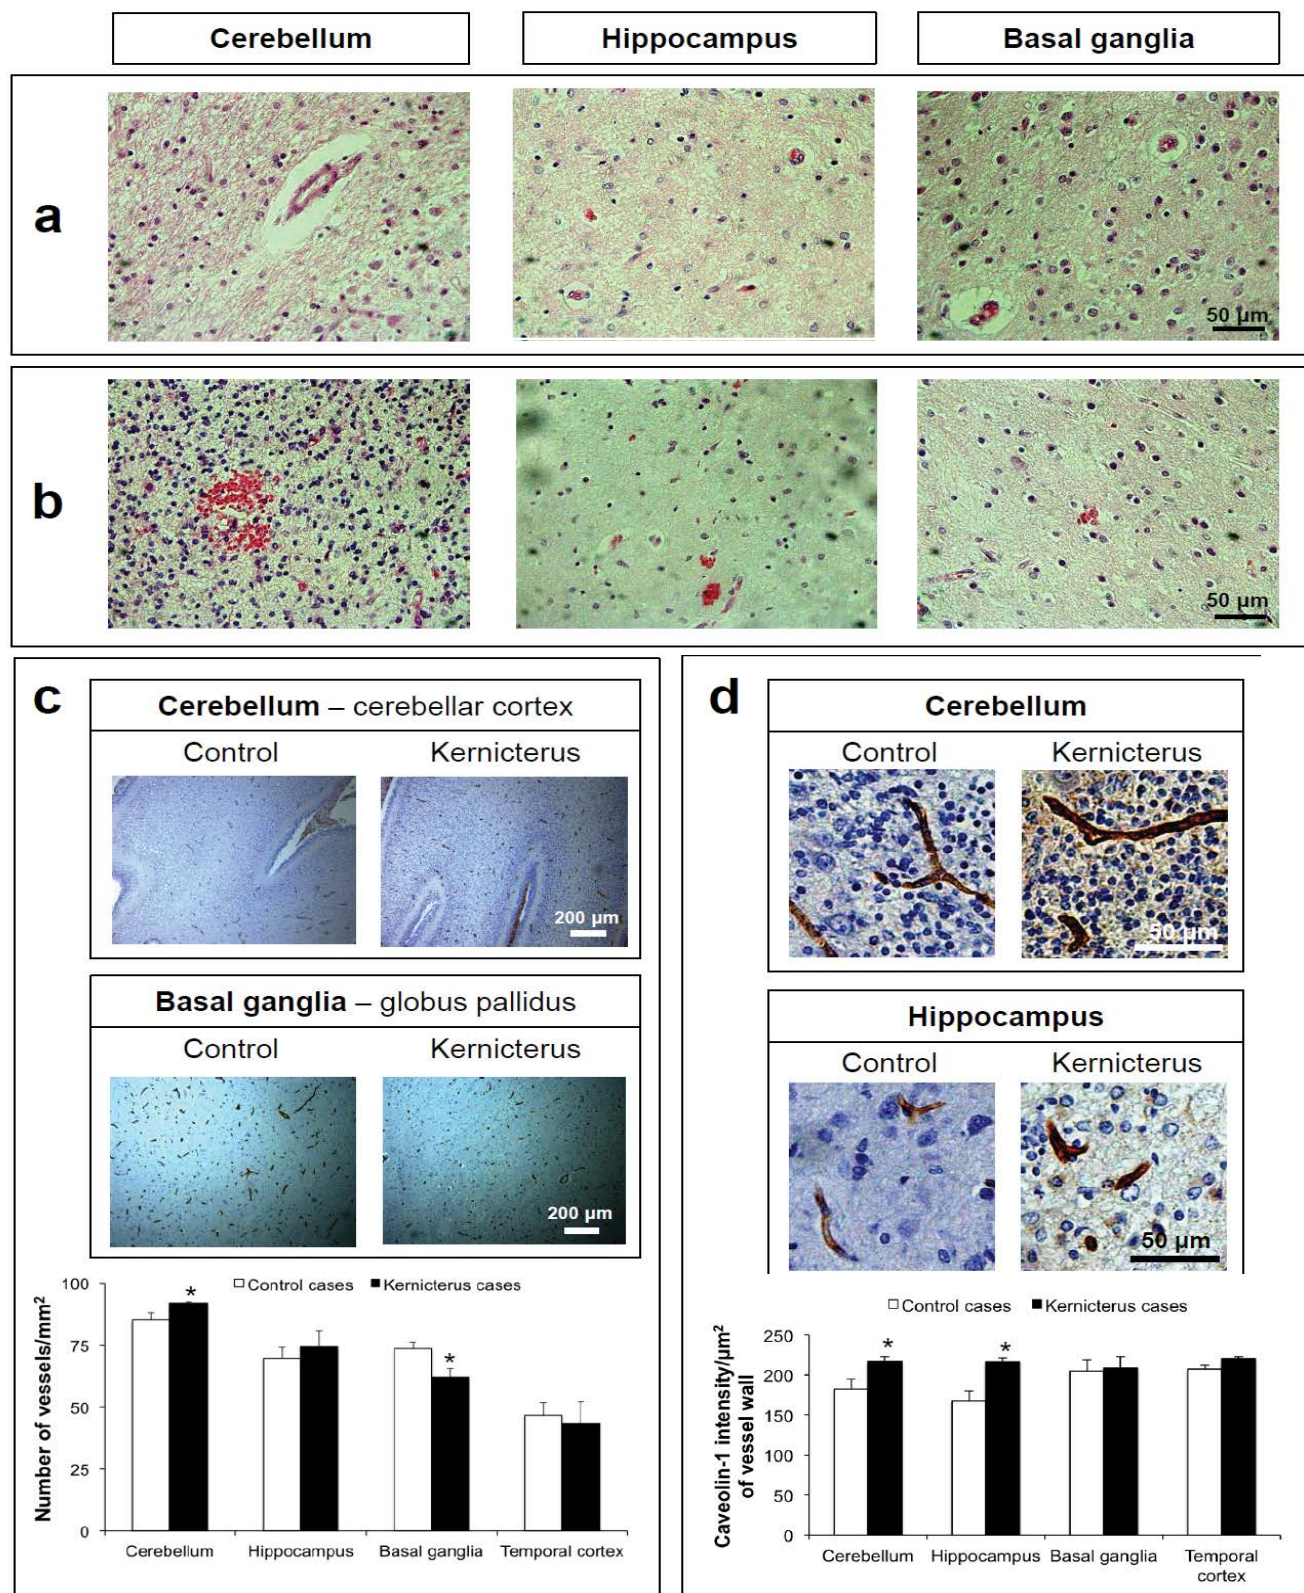 Cerebellum
Hippocampus
Basal ganglia
a
50 µm
b
50 µm
c
Cerebellum – cerebellar cortex
Control
Kernicterus
200 µm
Basal ganglia – globus pallidus
Control
Kernicterus
200 µm
Control cases
Kernicterus cases
Number of vessels/mm²
100
75
50
25
0
*
*
Cerebellum
Hippocampus
Basal ganglia
Temporal cortex
d
Cerebellum
Control
Kernicterus
50 µm
Hippocampus
Control
Kernicterus
50 µm
Control cases
Kernicterus cases
Caveolin-1 intensity/µm²
of vessel wall
250
200
150
100
50
0
*
*
Cerebellum
Hippocampus
Basal ganglia
Temporal
cortex